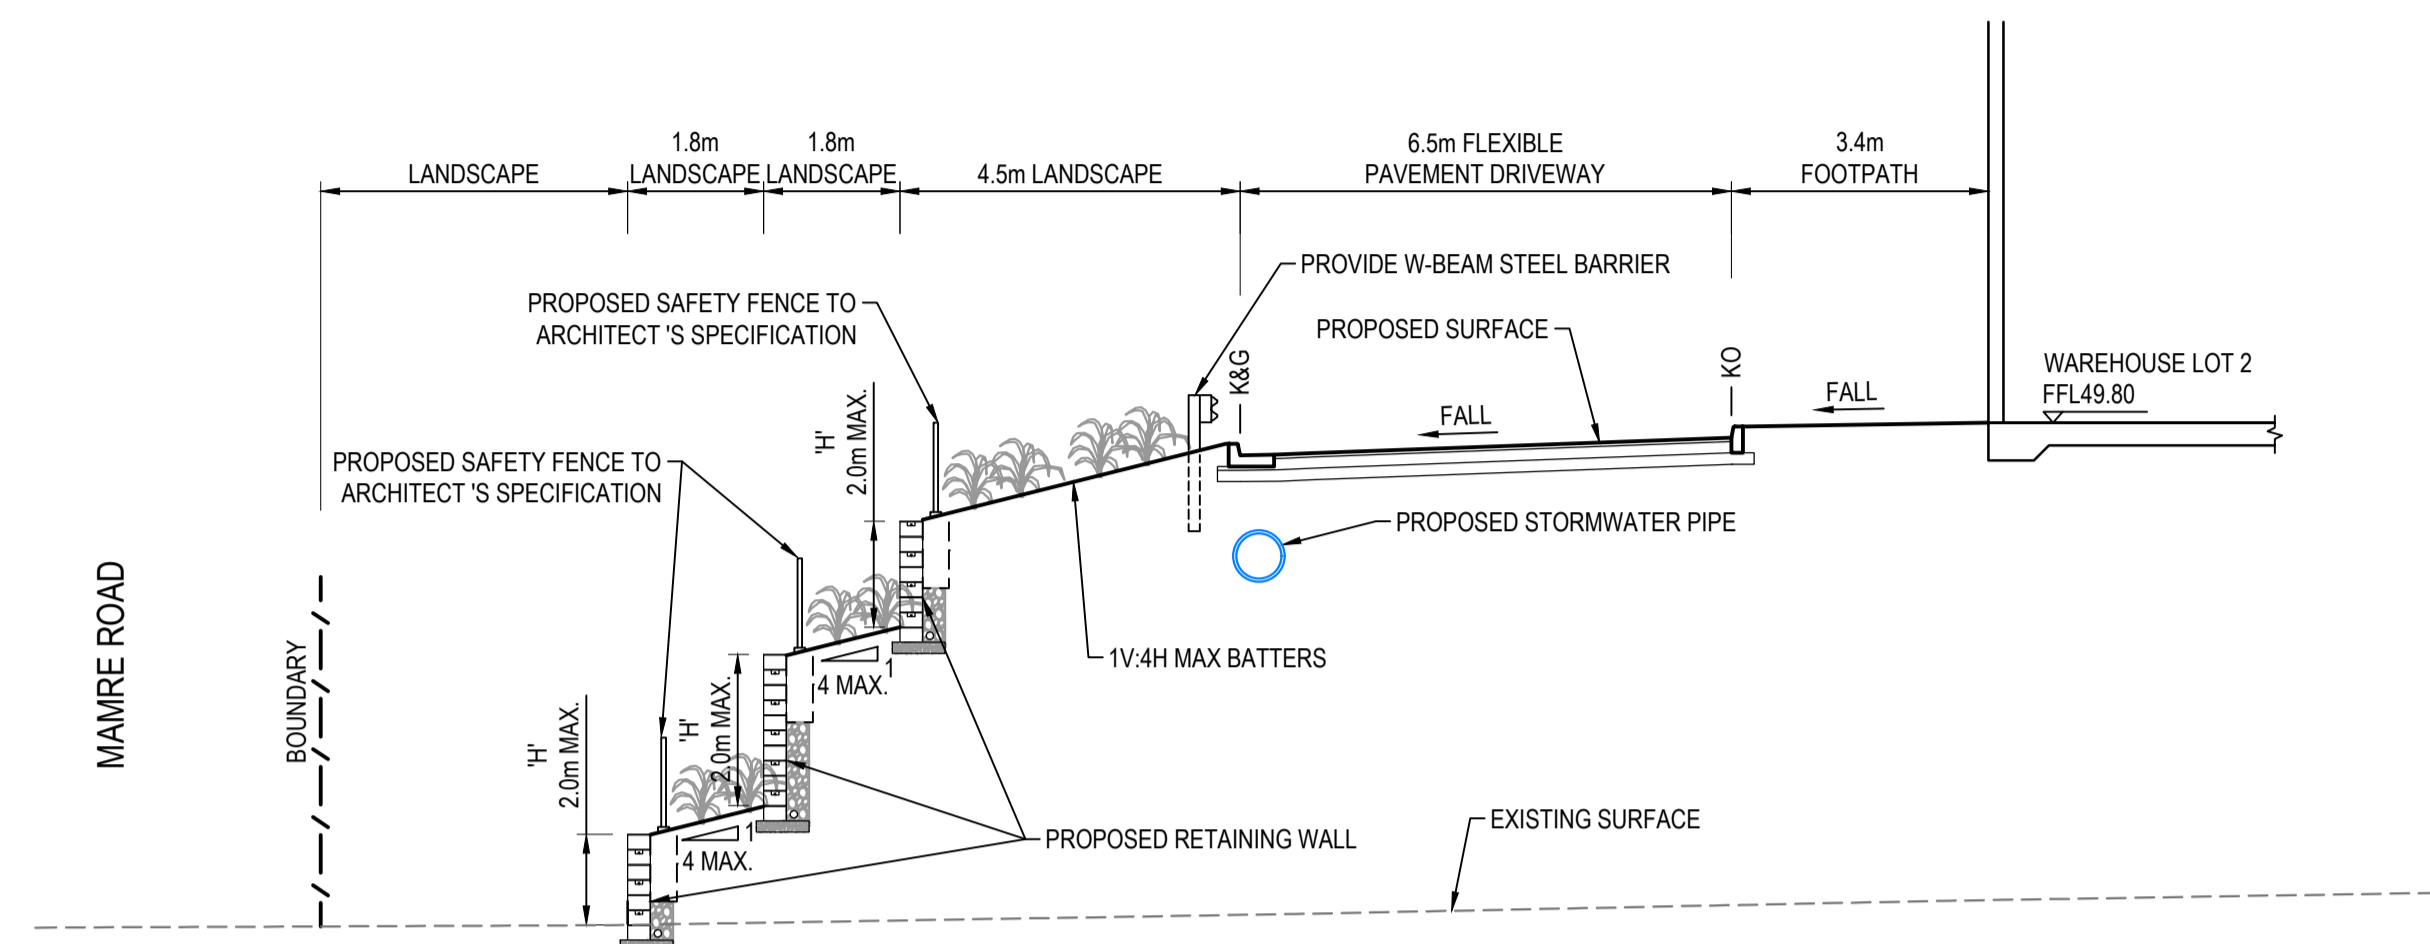 1.8m
LANDSCAPE
1.8m
LANDSCAPE
LANDSCAPE
4.5m LANDSCAPE
6.5m FLEXIBLE
PAVEMENT DRIVEWAY
3.4m
FOOTPATH
PROVIDE W-BEAM STEEL BARRIER
PROPOSED SAFETY FENCE TO
ARCHITECT 'S SPECIFICATION
PROPOSED SURFACE
K&G
KO
WAREHOUSE LOT 2
FFL49.80
FALL
FALL
'H'
2.0m MAX.
PROPOSED SAFETY FENCE TO
ARCHITECT 'S SPECIFICATION
PROPOSED STORMWATER PIPE
MAMRE ROAD
BOUNDARY
1V:4H MAX BATTERS
1
4 MAX.
'H'
2.0m MAX.
'H'
2.0m MAX.
1
4 MAX.
PROPOSED RETAINING WALL
EXISTING SURFACE